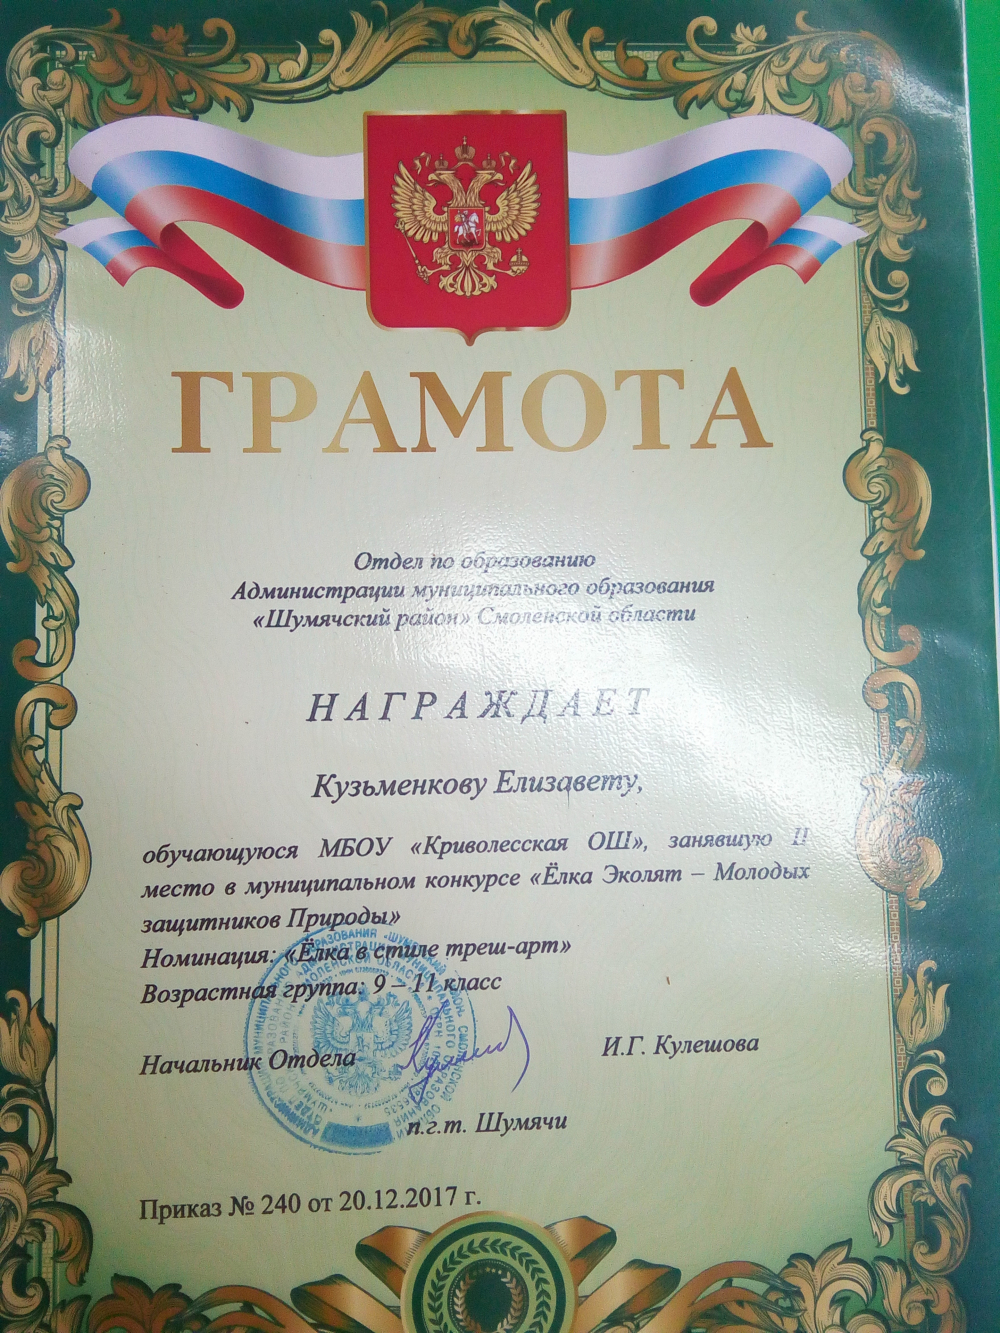 ГРАМОТА
Отдел по образованию
Администрации муниципального образования
«Шумячский район» Смоленской области
НАГРАЖДАЕТ
Кузьменкову Елизавету,
обучающуюся МБОУ «Криволесская ОШ», занявшую II
место в муниципальном конкурсе «Ёлка Эколят – Молодых
защитников Природы»
Номинация: «Ёлка в стиле треш-арт»
Возрастная группа: 9 – 11 класс
Начальник Отдела И.Г. Кулешова
п.г.т. Шумячи
Приказ № 240 от 20.12.2017 г.